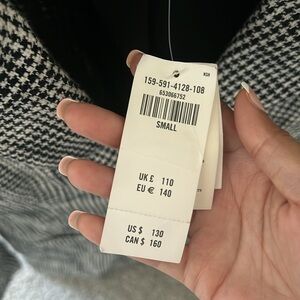 159-591-4128-108
653066752
SMALL
UK £ 110
EU € 140
US $ 130
CAN $ 160